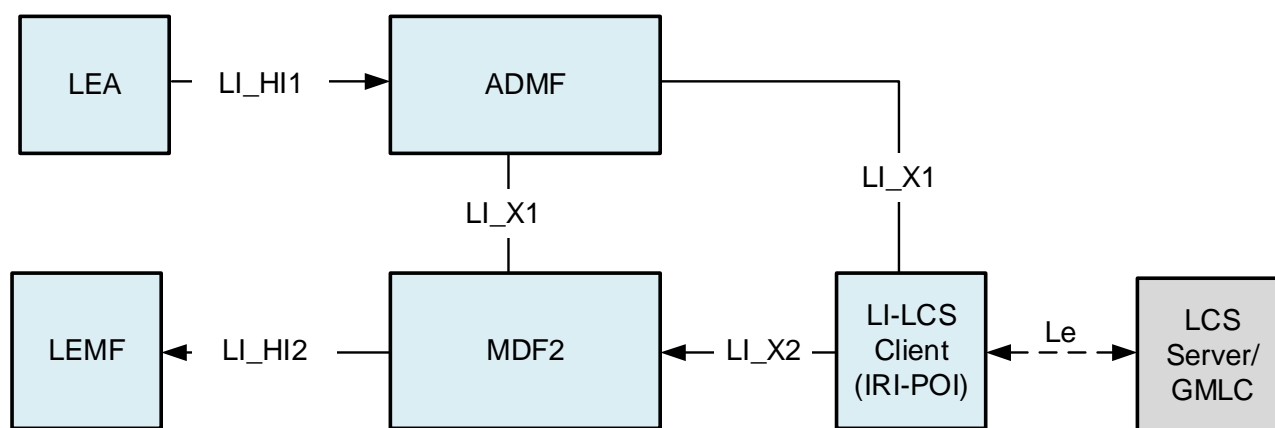 LEA
LI_HI1
ADMF
LI_X1
LI_X1
LEMF
LI_HI2
MDF2
LI_X2
LI-LCS
Client
(IRI-POI)
Le
LCS
Server/
GMLC